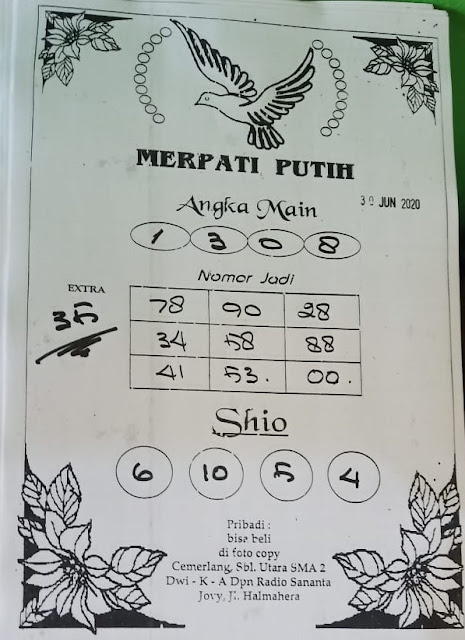 MERPATI PUTIH
30 JUN 2020
Angka Main
1 3 0 8
Nomor Jadi
EXTRA
35
78 90 28
34 58 88
41 53. 00.
Shio
6 10 5 4
Pribadi :
bisa beli
di foto copy
Cemerlang, Sbl. Utara SMA 2
Dwi - K - A Dpn Radio Sananta
Jovy, Jl. Halmahera